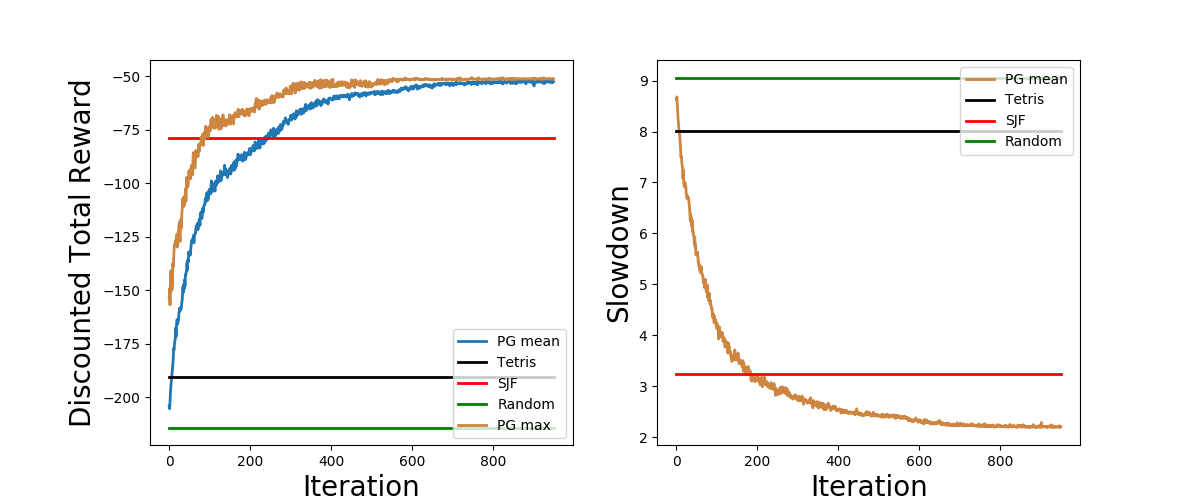 Discounted Total Reward
−50
−75
−100
−125
−150
−175
−200
0
200
400
600
800
Iteration
PG mean
Tetris
SJF
Random
PG max
Slowdown
9
8
7
6
5
4
3
2
0
200
400
600
800
Iteration
PG mean
Tetris
SJF
Random